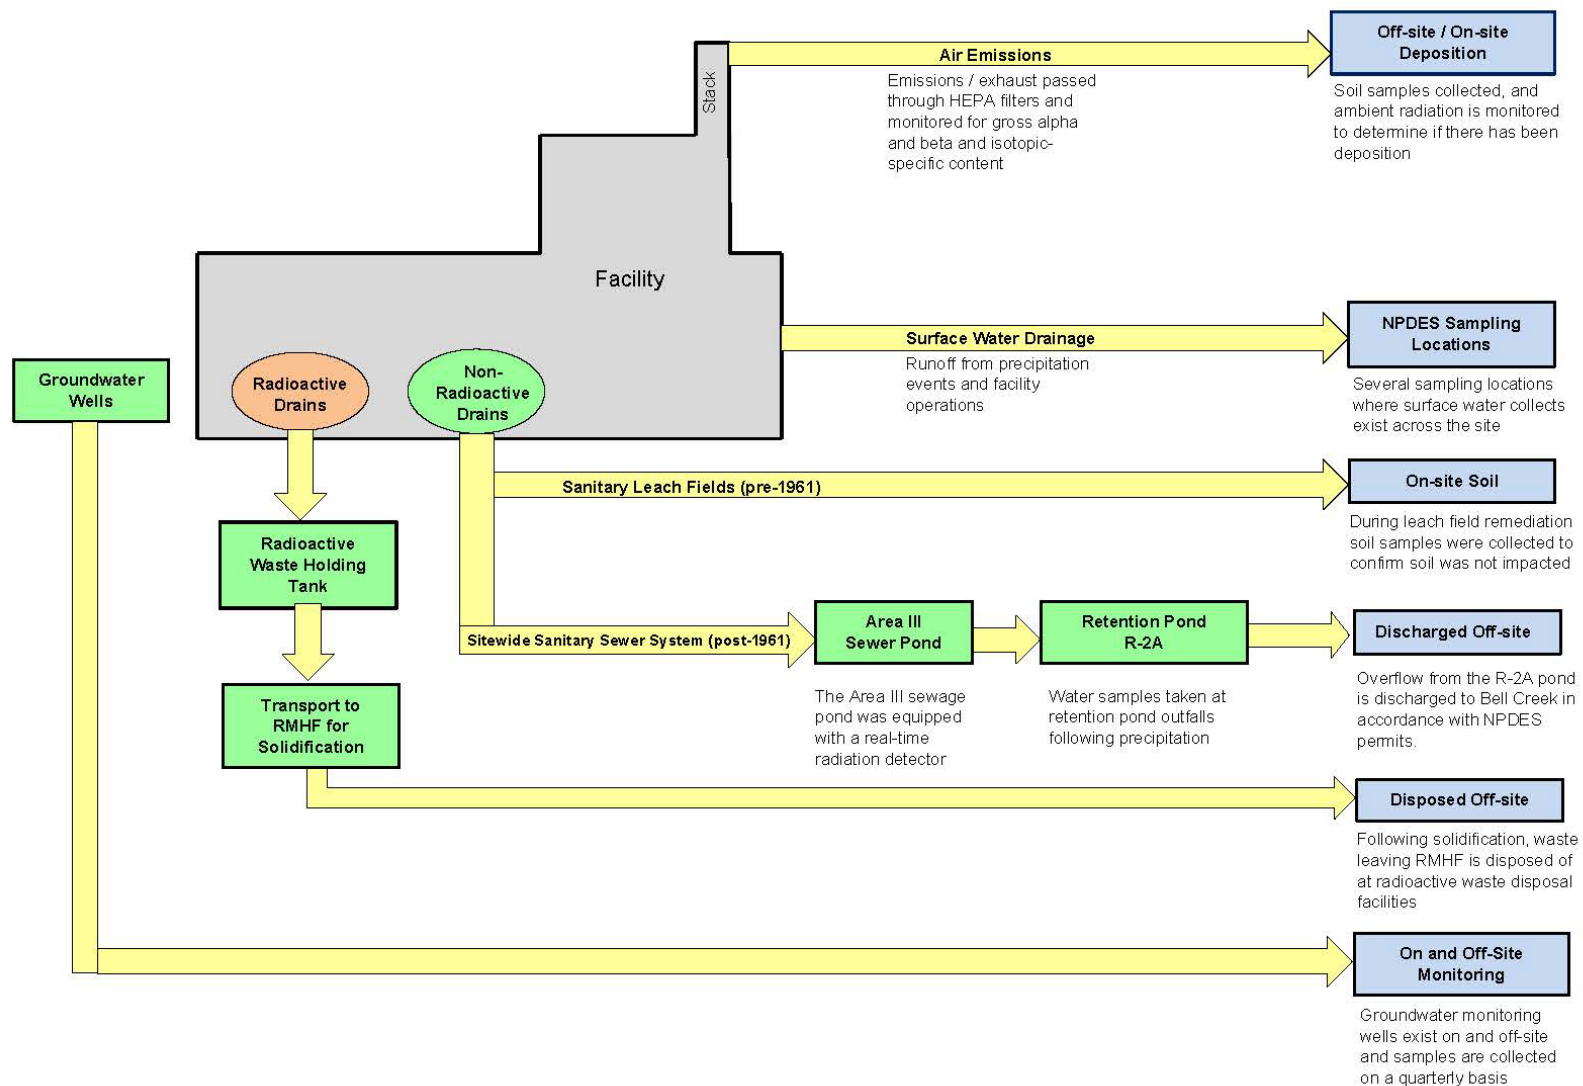 Stack
Air Emissions
Emissions / exhaust passed
through HEPA filters and
monitored for gross alpha
and beta and isotopic-
specific content
Off-site / On-site
Deposition
Soil samples collected, and
ambient radiation is monitored
to determine if there has been
deposition
Facility
Surface Water Drainage
Runoff from precipitation
events and facility
operations
NPDES Sampling
Locations
Several sampling locations
where surface water collects
exist across the site
Groundwater
Wells
Radioactive
Drains
Non-
Radioactive
Drains
Sanitary Leach Fields (pre-1961)
On-site Soil
During leach field remediation
soil samples were collected to
confirm soil was not impacted
Radioactive
Waste Holding
Tank
Sitewide Sanitary Sewer System (post-1961)
Area III
Sewer Pond
The Area III sewage
pond was equipped
with a real-time
radiation detector
Retention Pond
R-2A
Water samples taken at
retention pond outfalls
following precipitation
Discharged Off-site
Overflow from the R-2A pond
is discharged to Bell Creek in
accordance with NPDES
permits.
Transport to
RMHF for
Solidification
Disposed Off-site
Following solidification, waste
leaving RMHF is disposed of
at radioactive waste disposal
facilities
On and Off-Site
Monitoring
Groundwater monitoring
wells exist on and off-site
and samples are collected
on a quarterly basis